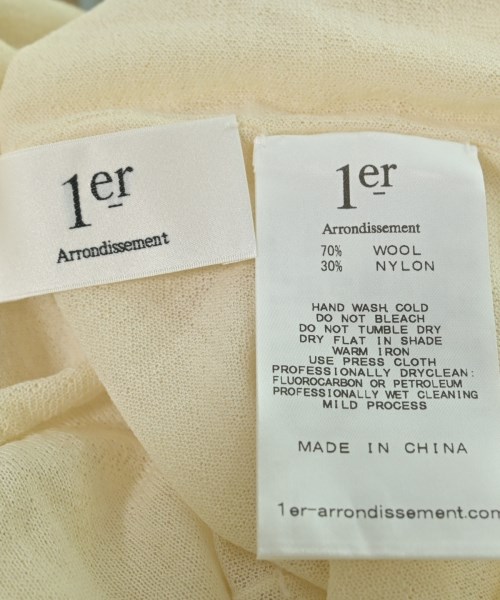 1er
Arrondissement
1er
Arrondissement
70% WOOL
30% NYLON
HAND WASH COLD
DO NOT BLEACH
DO NOT TUMBLE DRY
DRY FLAT IN SHADE
WARM IRON
USE PRESS CLOTH
PROFESSIONALLY DRYCLEAN:
FLUOROCARBON OR PETROLEUM
PROFESSIONALLY WET CLEANING
MILD PROCESS
MADE IN CHINA
1er-arrondissement.com